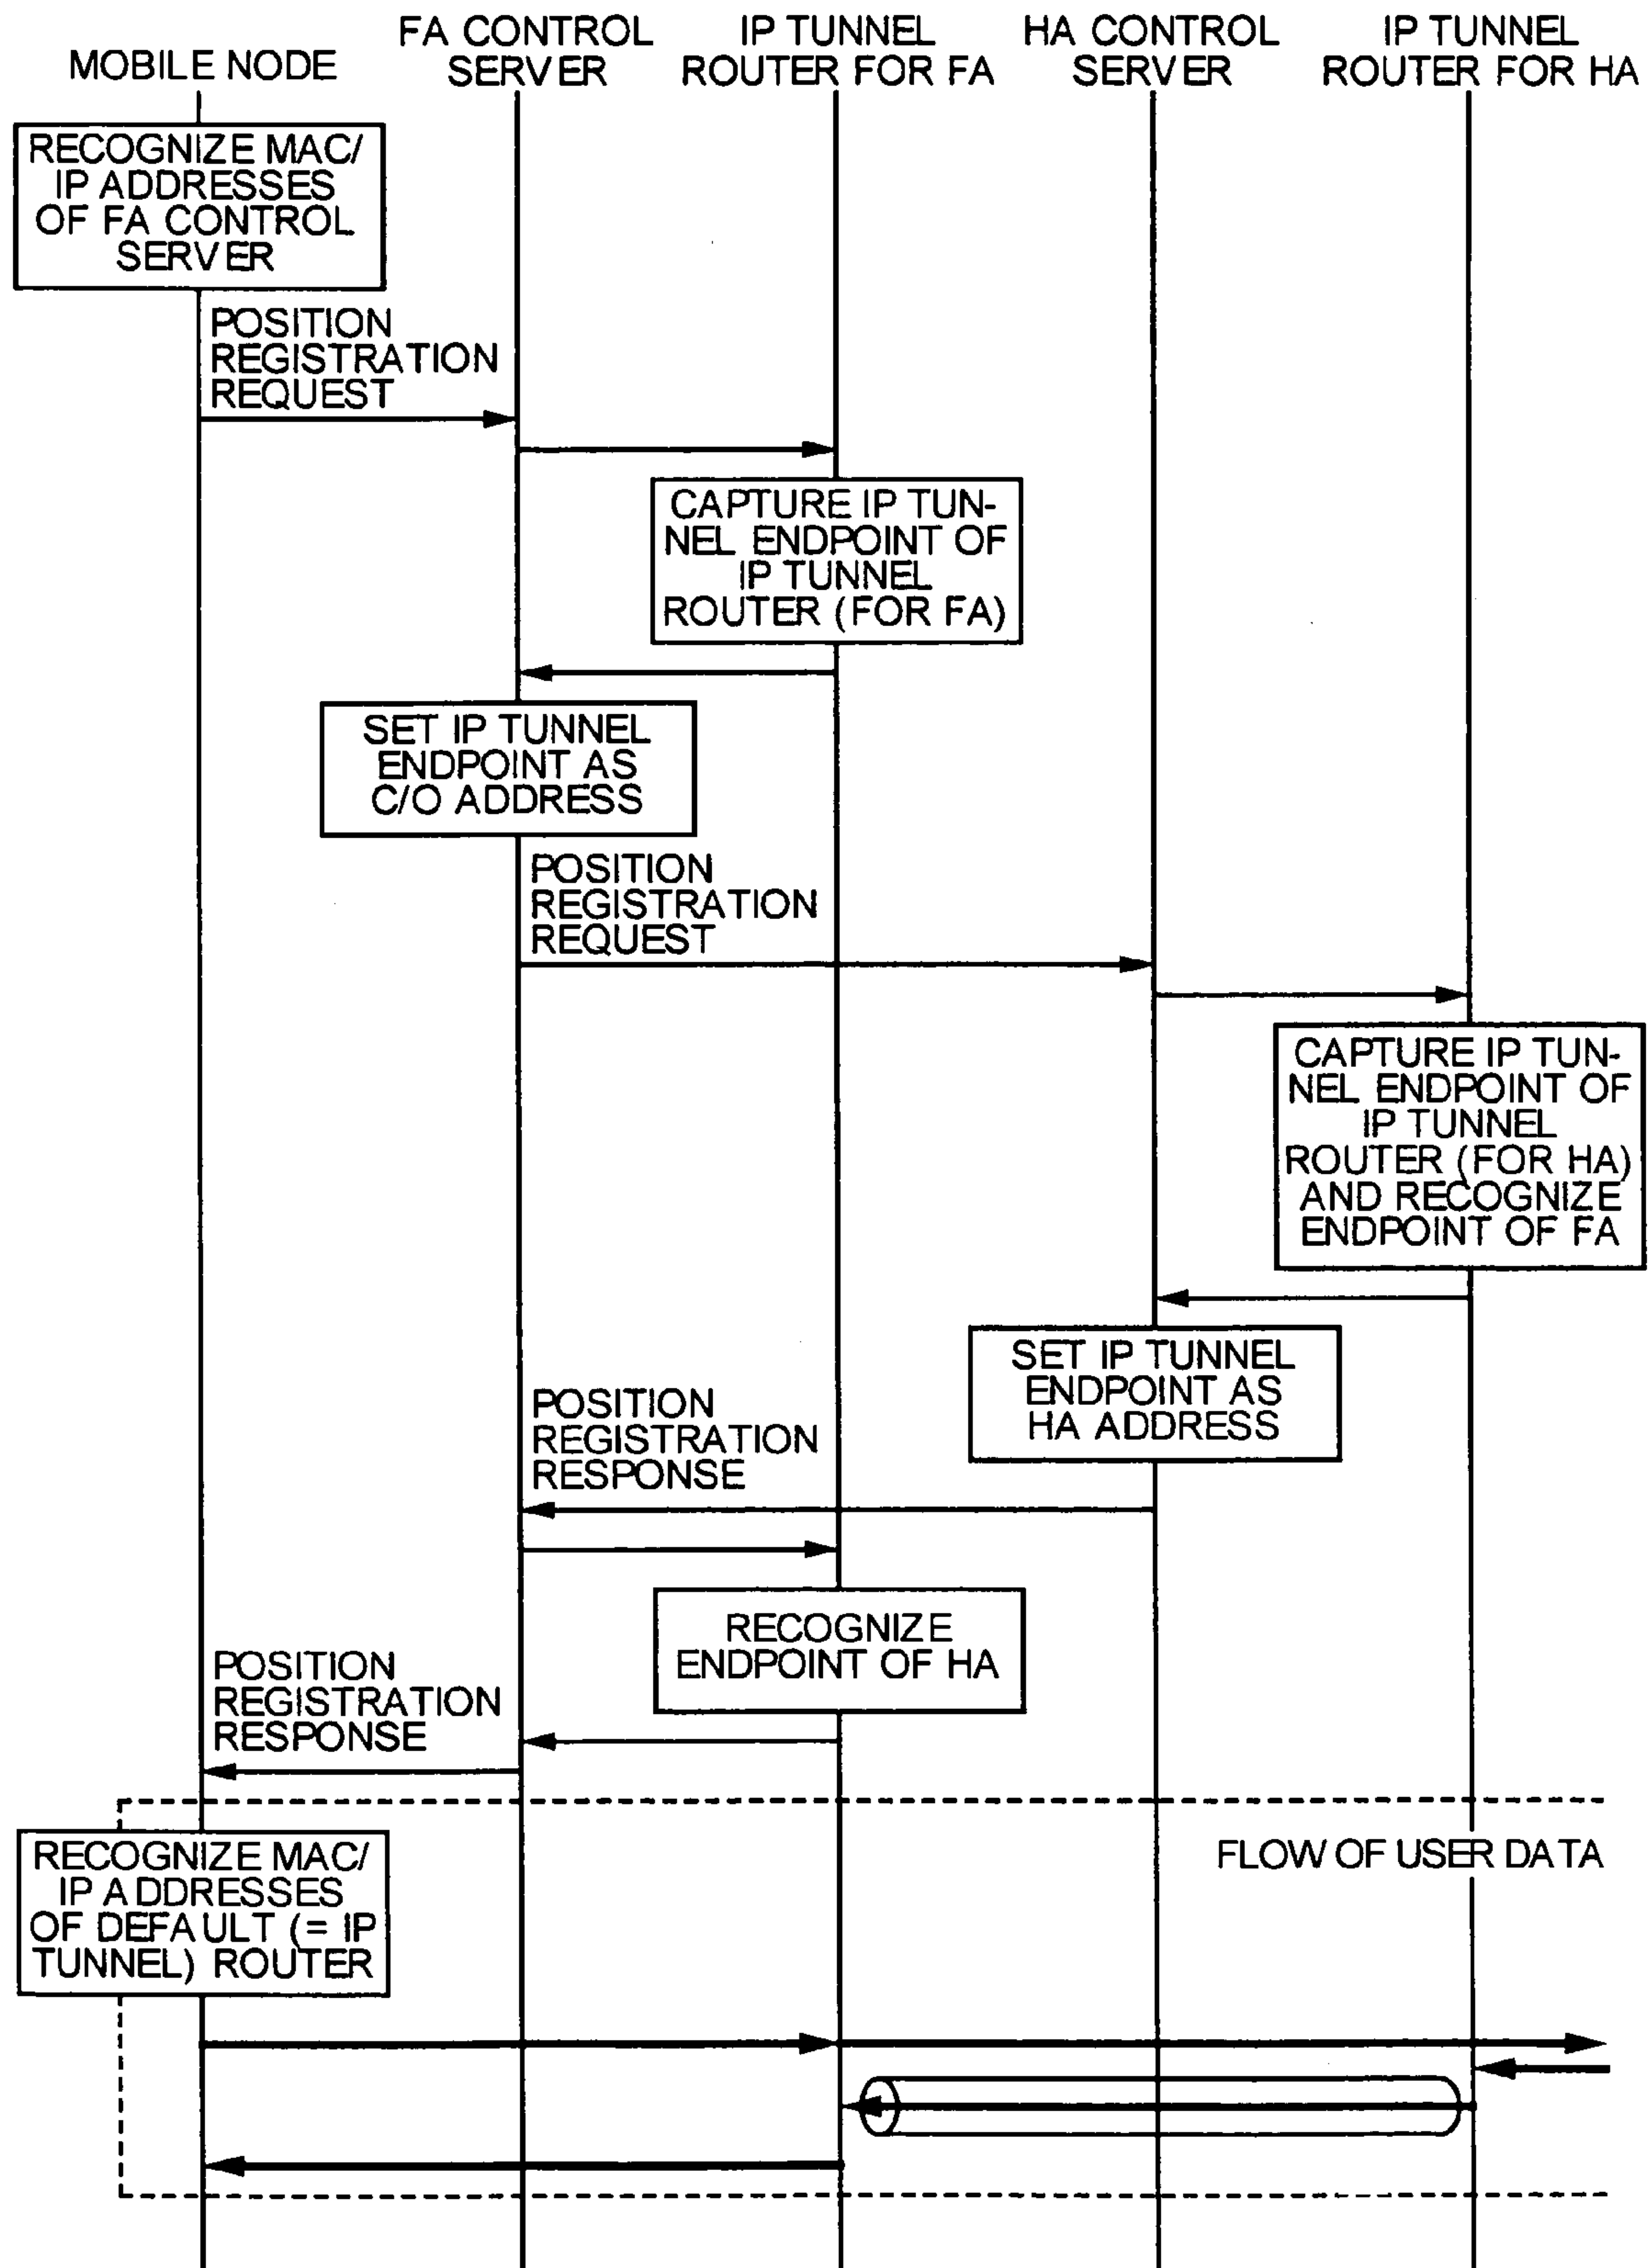 MOBILE NODE
FA CONTROL
SERVER
IP TUNNEL
ROUTER FOR FA
HA CONTROL
SERVER
IP TUNNEL
ROUTER FOR HA
RECOGNIZE MAC/
IP ADDRESSES
OF FA CONTROL
SERVER
POSITION
REGISTRATION
REQUEST
CAPTURE IP TUN-
NEL ENDPOINT OF
IP TUNNEL
ROUTER (FOR FA)
SET IP TUNNEL
ENDPOINT AS
C/O ADDRESS
POSITION
REGISTRATION
REQUEST
CAPTURE IP TUN-
NEL ENDPOINT OF
IP TUNNEL
ROUTER (FOR HA)
AND RECOGNIZE
ENDPOINT OF FA
SET IP TUNNEL
ENDPOINT AS
HA ADDRESS
POSITION
REGISTRATION
RESPONSE
RECOGNIZE
ENDPOINT OF HA
POSITION
REGISTRATION
RESPONSE
RECOGNIZE MAC/
IP ADDRESSES
OF DEFAULT (= IP
TUNNEL) ROUTER
FLOW OF USER DATA